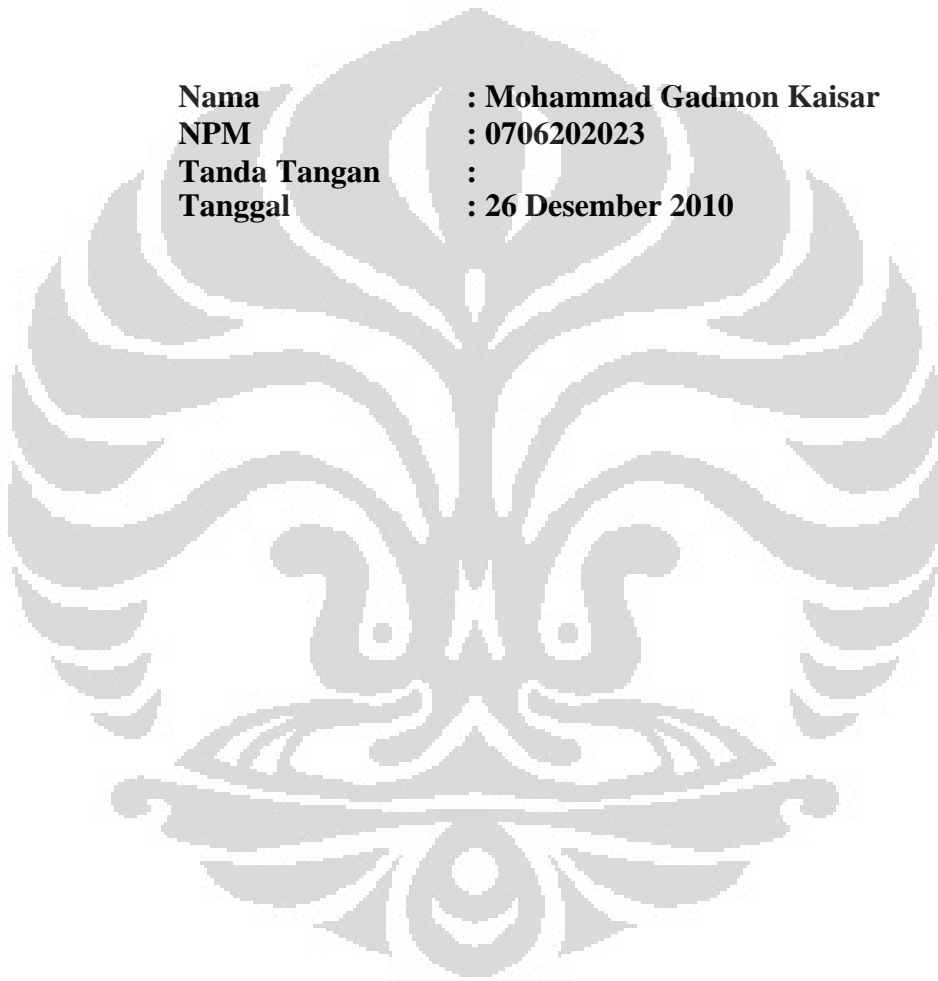 Nama : Mohammad Gadmon Kaisar
NPM : 0706202023
Tanda Tangan :
Tanggal : 26 Desember 2010